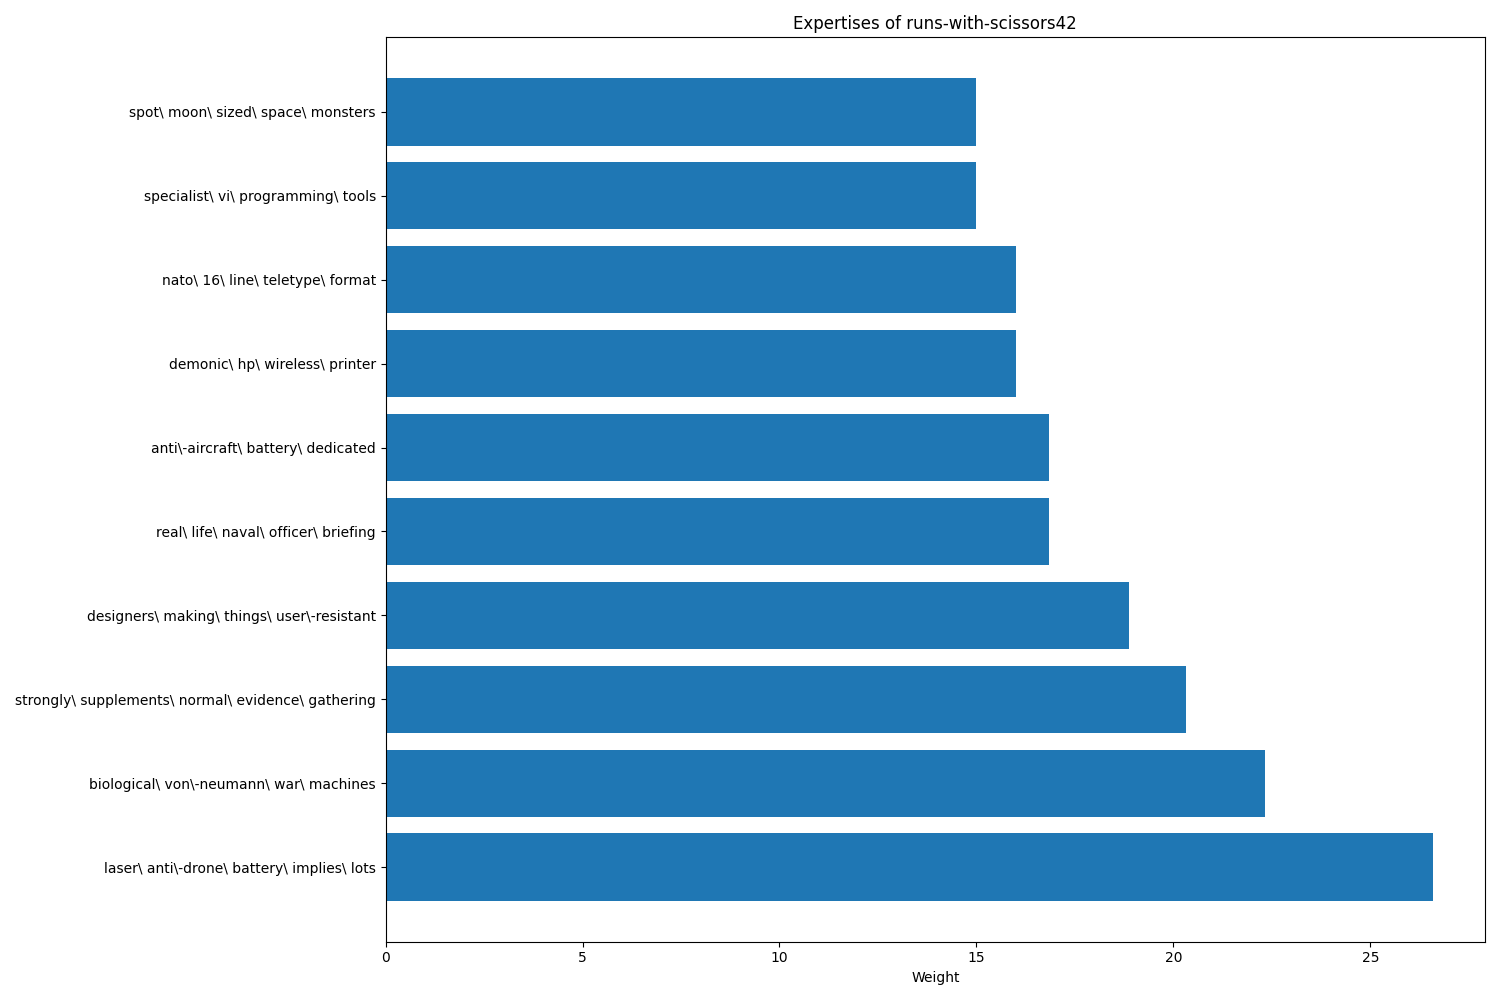 Expertises of runs-with-scissors42
spot\ moon\ sized\ space\ monsters
specialist\ vi\ programming\ tools
nato\ 16\ line\ teletype\ format
demonic\ hp\ wireless\ printer
anti\-aircraft\ battery\ dedicated
real\ life\ naval\ officer\ briefing
designers\ making\ things\ user\-resistant
strongly\ supplements\ normal\ evidence\ gathering
biological\ von\-neumann\ war\ machines
laser\ anti\-drone\ battery\ implies\ lots
0 5 10 15 20 25
Weight